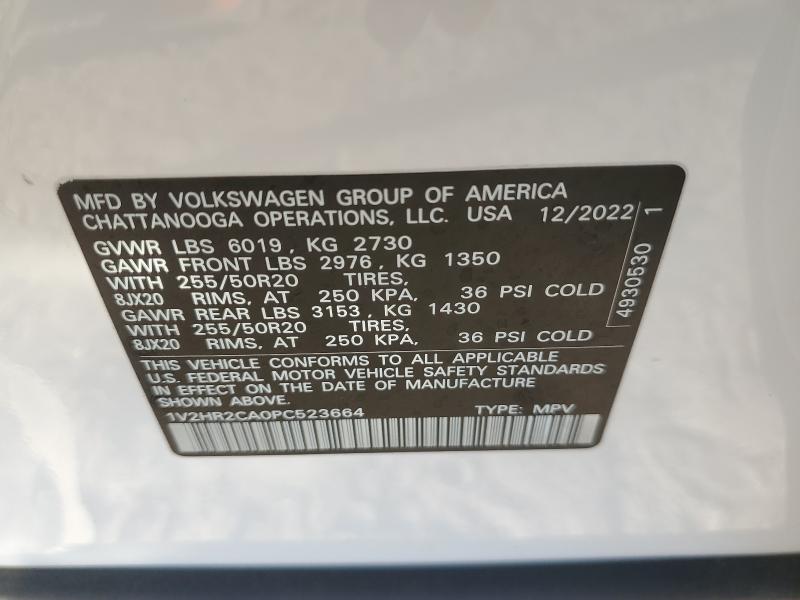 MFD BY VOLKSWAGEN GROUP OF AMERICA
CHATTANOOGA OPERATIONS, LLC. USA 12/2022
GVWR LBS 6019, KG 2730
GAWR FRONT LBS 2976, KG 1350
WITH 255/50R20 TIRES,
8JX20 RIMS, AT 250 KPA, 36 PSI COLD
GAWR REAR LBS 3153, KG 1430
WITH 255/50R20 TIRES,
8JX20 RIMS, AT 250 KPA, 36 PSI COLD
THIS VEHICLE CONFORMS TO ALL APPLICABLE
U.S. FEDERAL MOTOR VEHICLE SAFETY STANDARDS
IN EFFECT ON THE DATE OF MANUFACTURE
SHOWN ABOVE.
1V2HR2CA0PC523664 TYPE: MPV
4930530 1